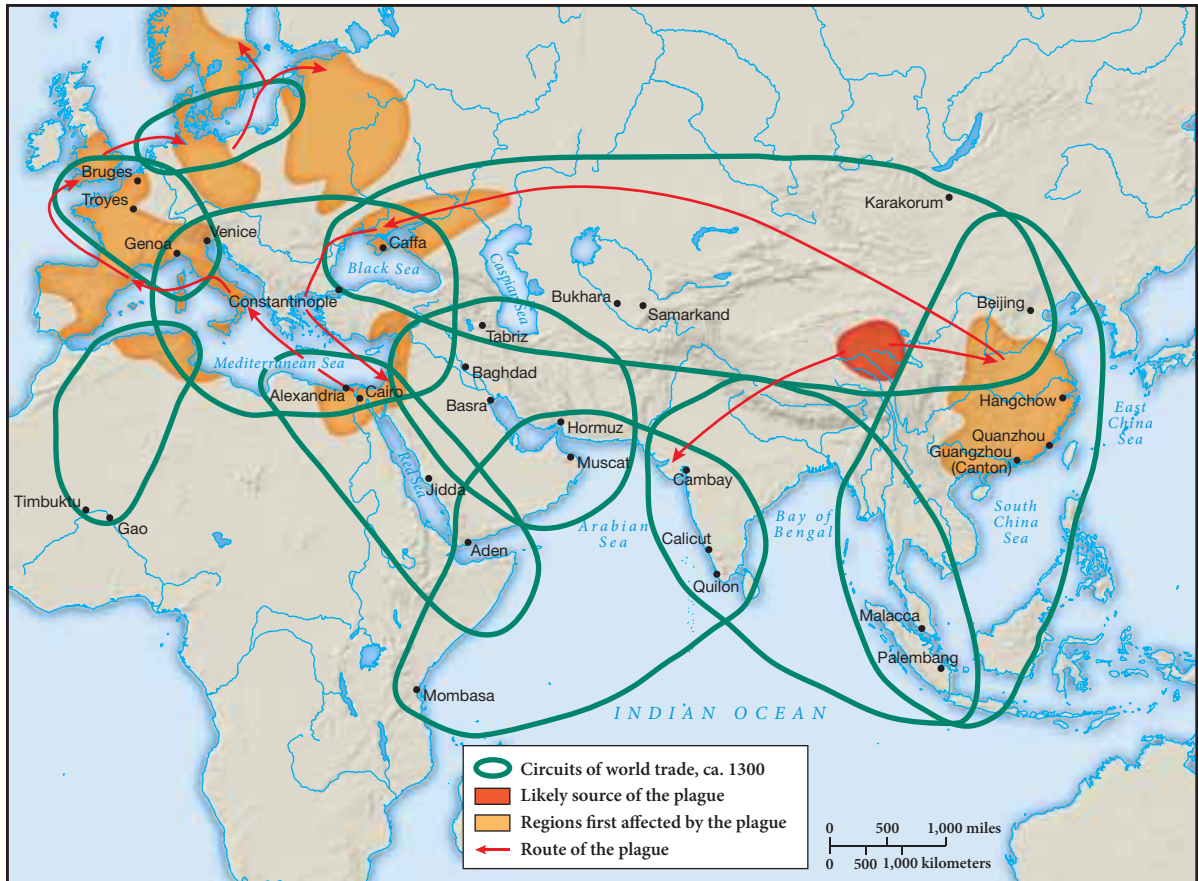 Karakorum
Bruges
Troyes
Genoa
Venice
Caffa
Black Sea
Caspian Sea
Constantinople
Bukhara
Samarkand
Beijing
Tabriz
Mediterranean Sea
Baghdad
Alexandria
Cairo
Basra
Hangchow
East
China
Sea
Hormuz
Quanzhou
Guangzhou
(Canton)
Muscat
Cambay
Red Sea
Jidda
Timbuktu
Gao
Arabian
Sea
Bay of
Bengal
South
China
Sea
Aden
Calicut
Quilon
Malacca
Palembang
Mombasa
INDIAN OCEAN
Circuits of world trade, ca. 1300
Likely source of the plague
Regions first affected by the plague
Route of the plague
0 500 1,000 miles
0 500 1,000 kilometers